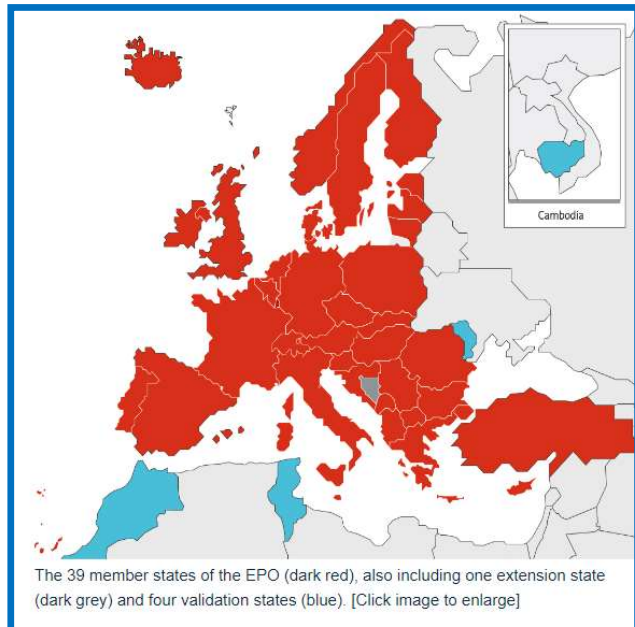 Cambodia
The 39 member states of the EPO (dark red), also including one extension state
(dark grey) and four validation states (blue). [Click image to enlarge]